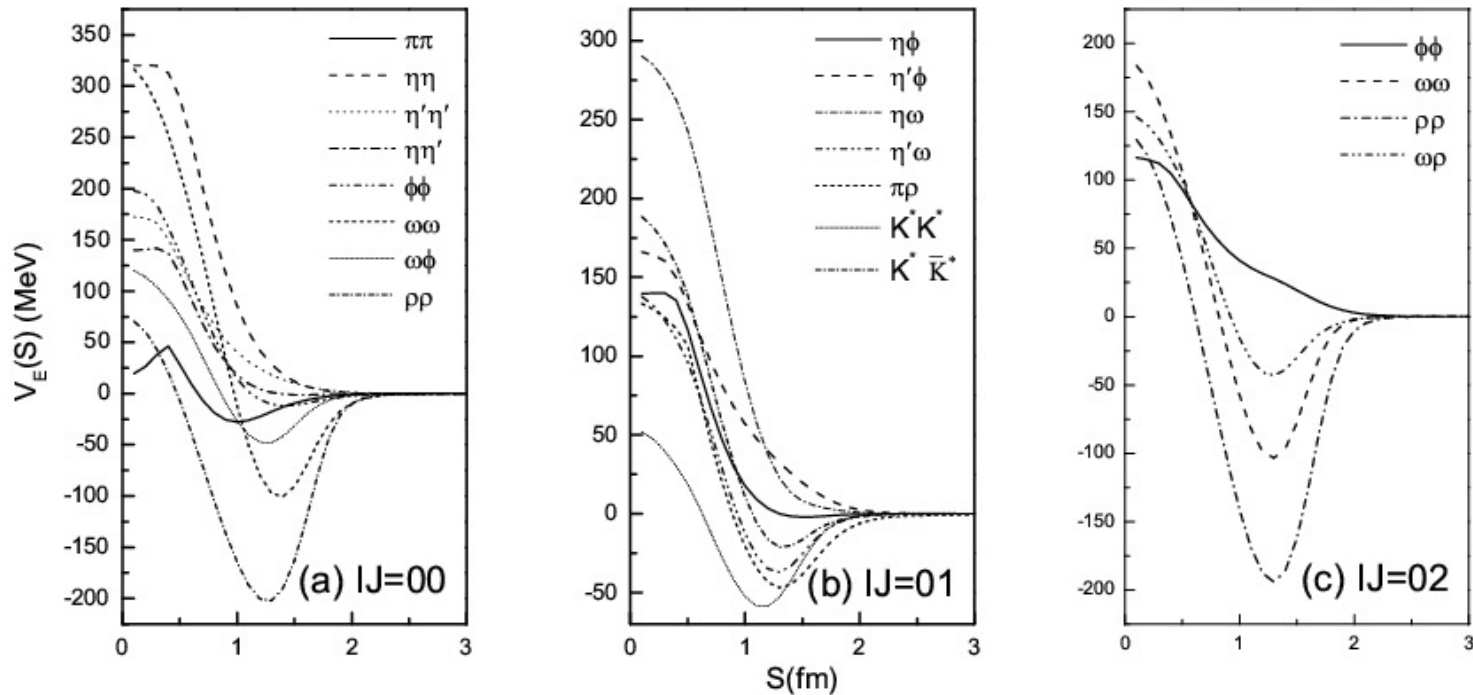 V_E(S) (MeV)
350
300
250
200
150
100
50
0
-50
-100
-150
-200
0
1
2
3
ππ
ηη
η′η′
ηη′
ϕϕ
ωω
ωϕ
ρρ
(a) IJ=00
300
250
200
150
100
50
0
-50
0
1
2
3
S(fm)
ηϕ
η′ϕ
ηω
η′ω
πρ
K*K*
K* K̄*
(b) IJ=01
200
150
100
50
0
-50
-100
-150
-200
0
1
2
3
ϕϕ
ωω
ρρ
ωρ
(c) IJ=02